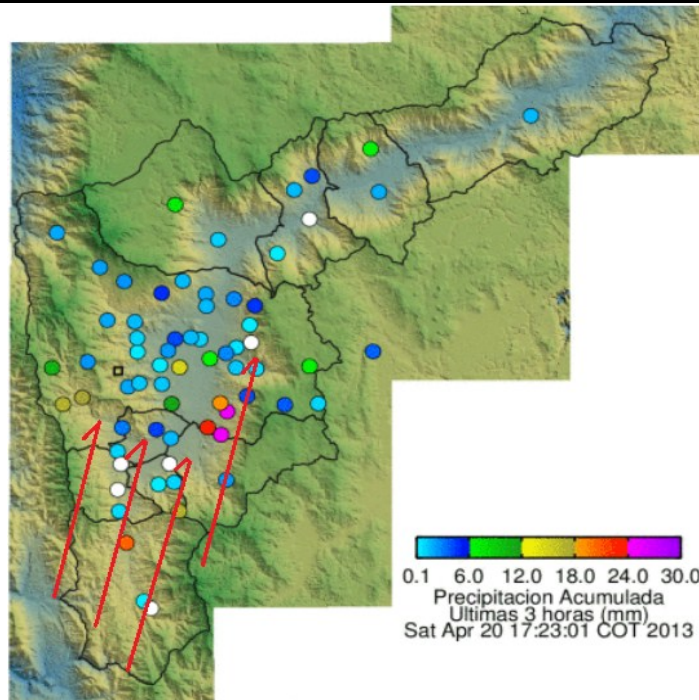 0.1 6.0 12.0 18.0 24.0 30.0
Precipitacion Acumulada
Ultimas 3 horas (mm)
Sat Apr 20 17:23:01 COT 2013